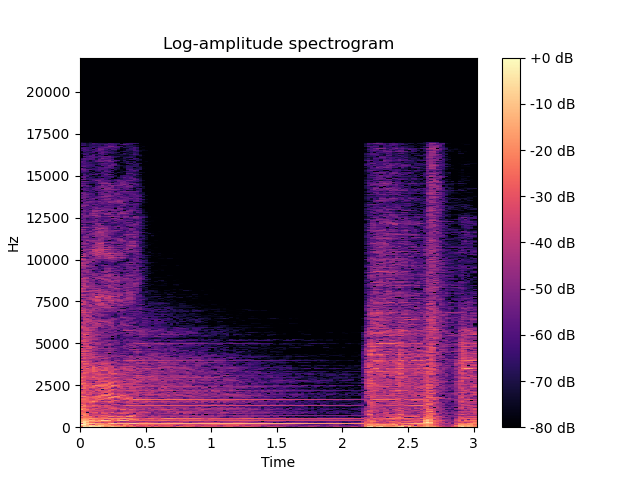 Log-amplitude spectrogram
Hz
20000
17500
15000
12500
10000
7500
5000
2500
0
0 0.5 1 1.5 2 2.5 3
Time
+0 dB
-10 dB
-20 dB
-30 dB
-40 dB
-50 dB
-60 dB
-70 dB
-80 dB